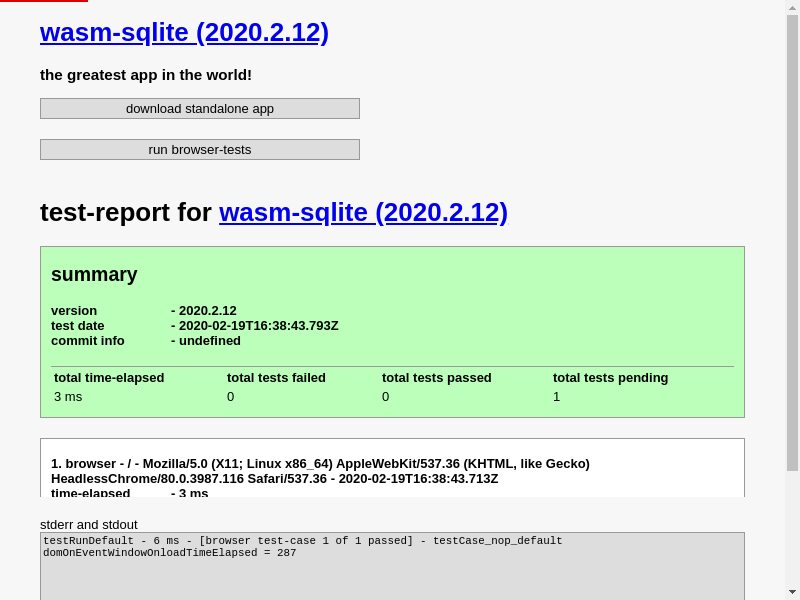 wasm-sqlite (2020.2.12)
the greatest app in the world!
download standalone app
run browser-tests
test-report for wasm-sqlite (2020.2.12)
summary
version - 2020.2.12
test date - 2020-02-19T16:38:43.793Z
commit info - undefined
total time-elapsed total tests failed total tests passed total tests pending
3 ms 0 0 1
1. browser - / - Mozilla/5.0 (X11; Linux x86_64) AppleWebKit/537.36 (KHTML, like Gecko)
HeadlessChrome/80.0.3987.116 Safari/537.36 - 2020-02-19T16:38:43.713Z
time-elapsed - 3 ms
stderr and stdout
testRunDefault - 6 ms - [browser test-case 1 of 1 passed] - testCase_nop_default
domOnEventWindowOnloadTimeElapsed = 287